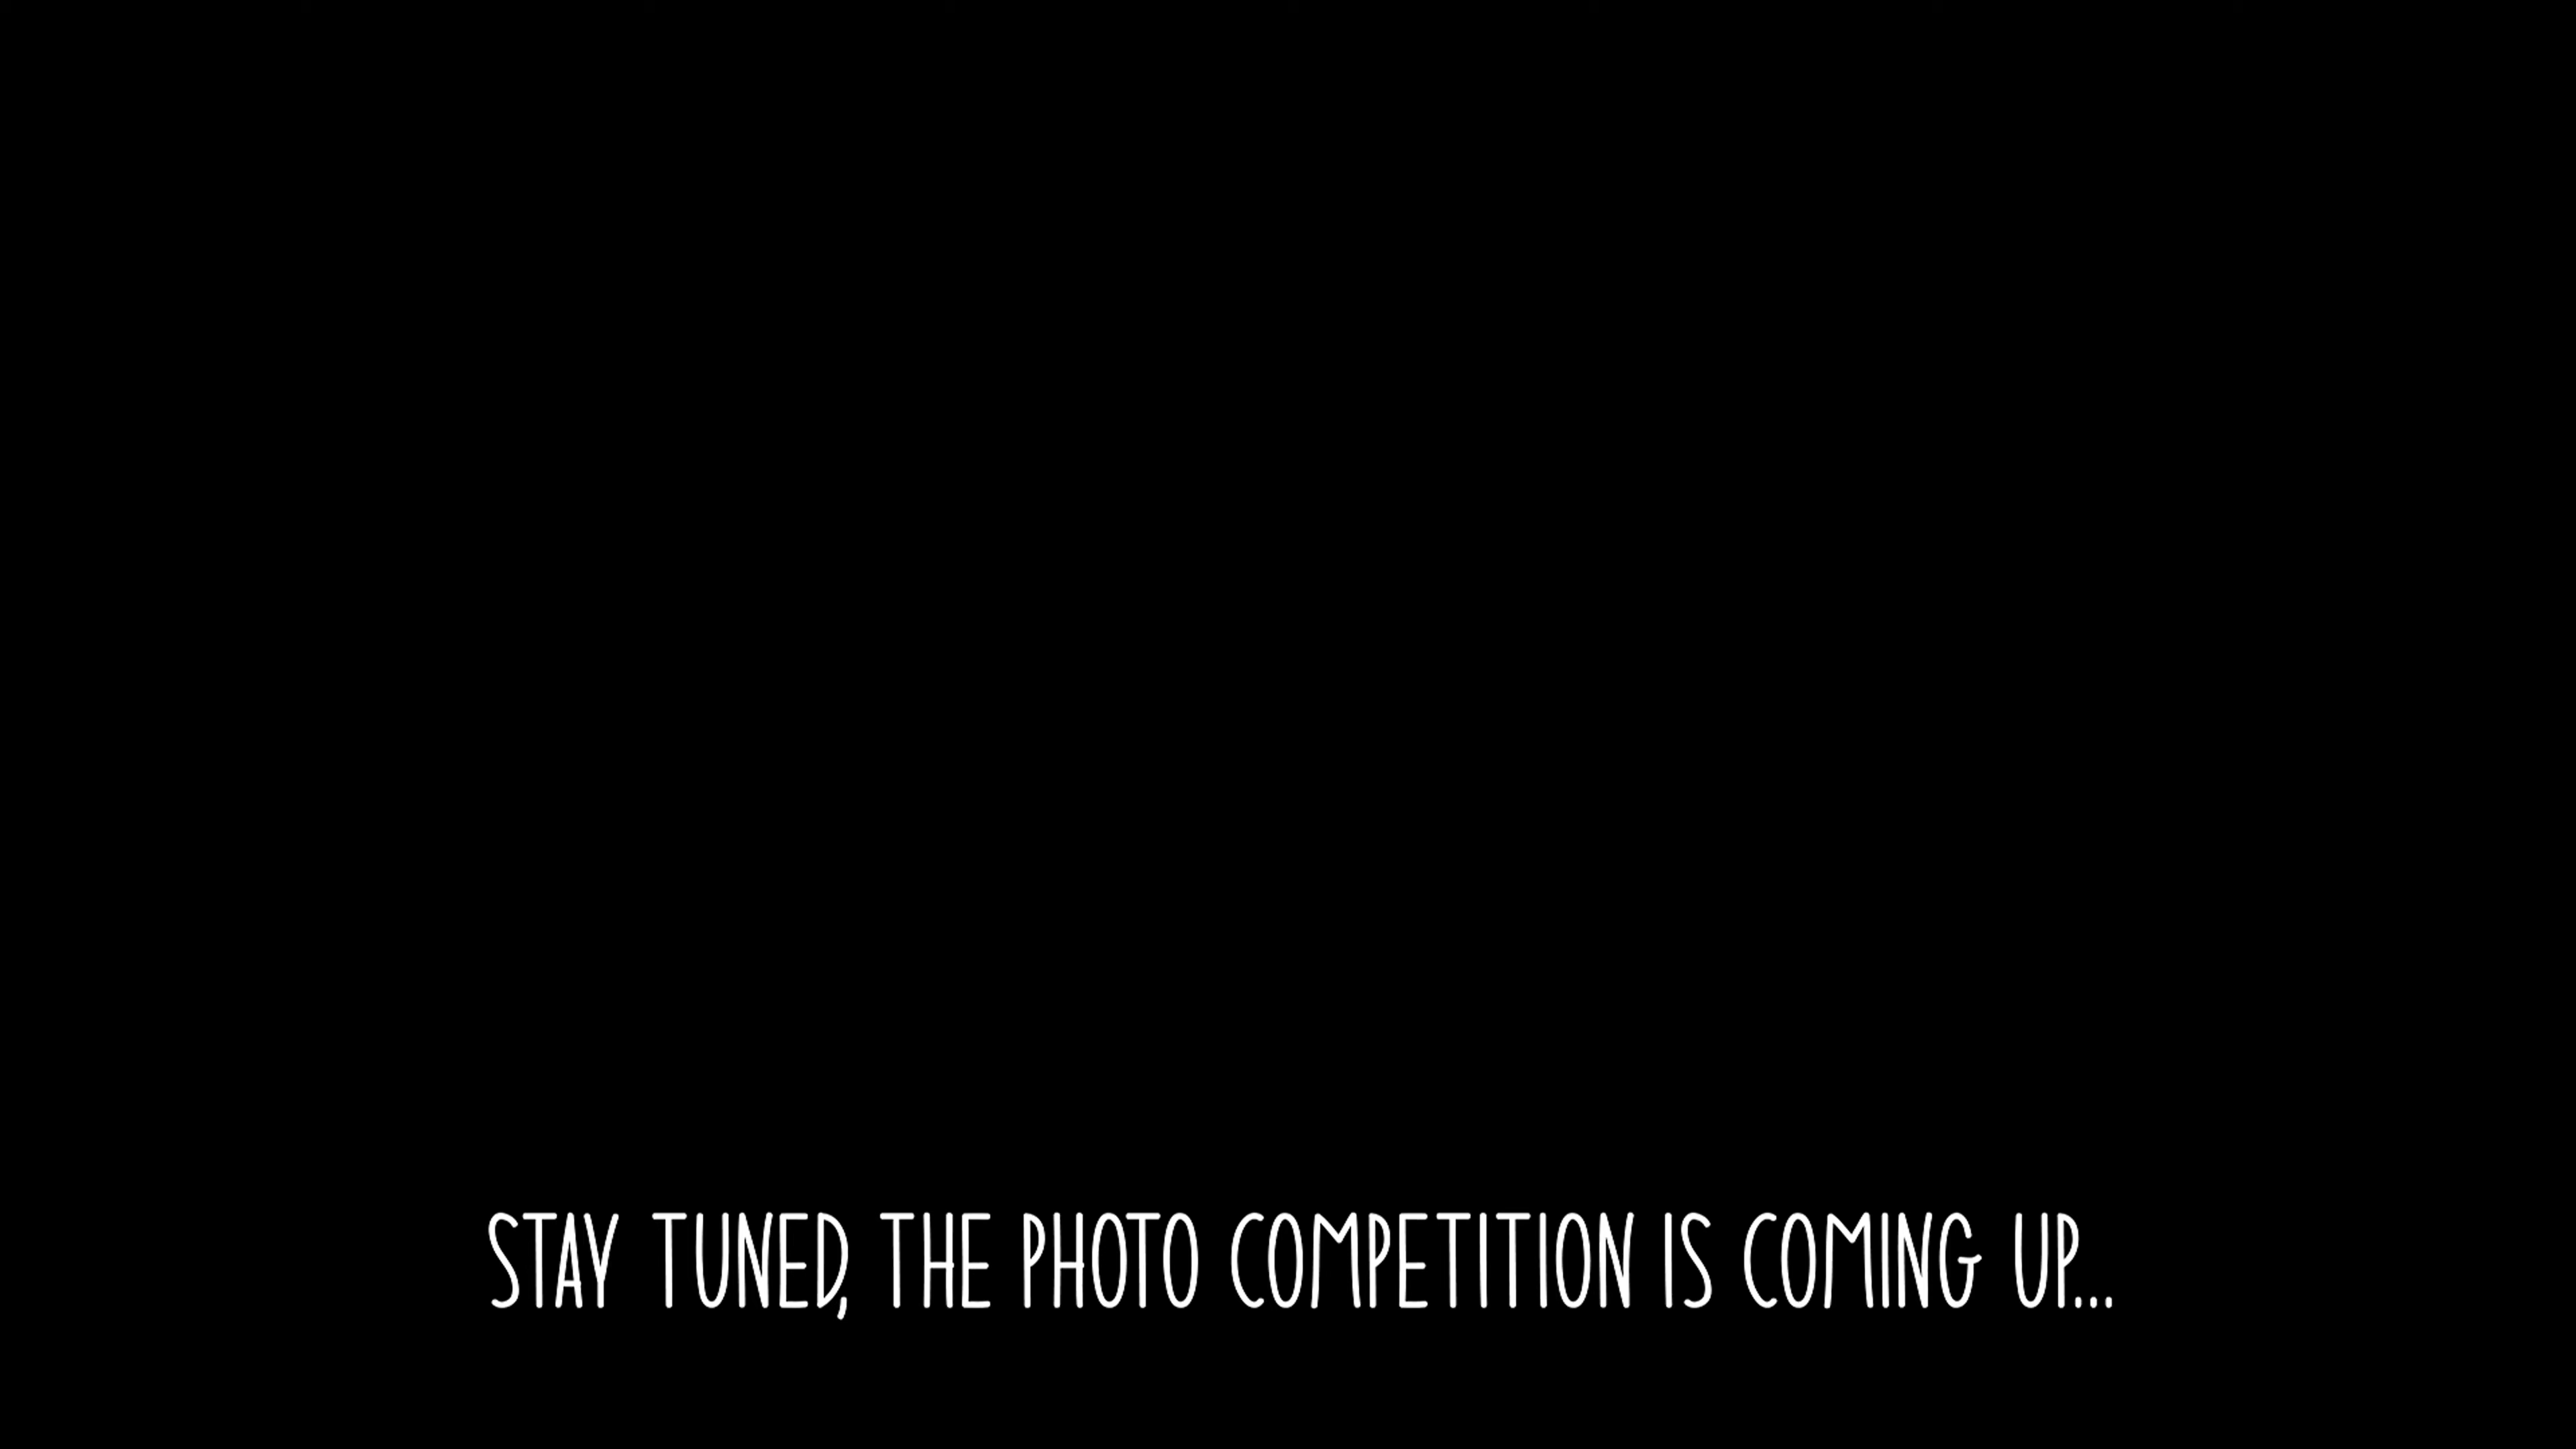 STAY TUNED, THE PHOTO COMPETITION IS COMING UP...